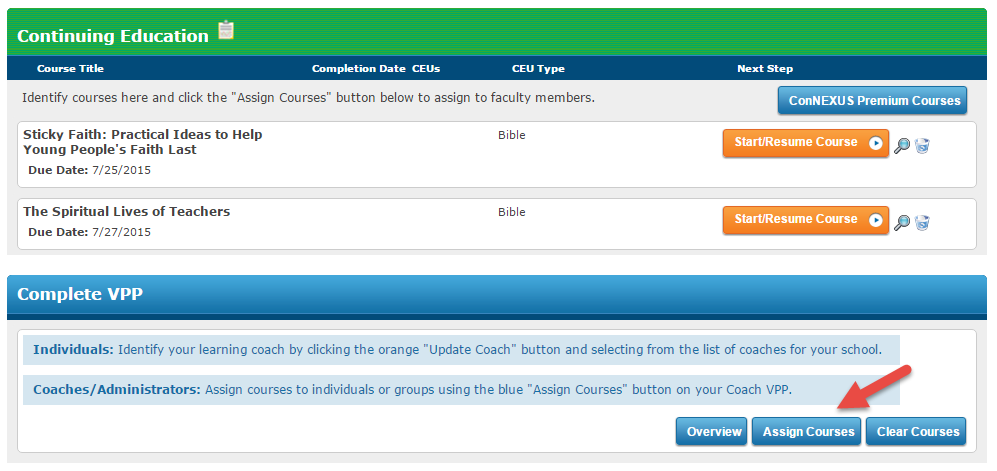 Continuing Education
Course Title Completion Date CEUs CEU Type Next Step
Identify courses here and click the "Assign Courses" button below to assign to faculty members. ConNEXUS Premium Courses
Sticky Faith: Practical Ideas to Help Bible Start/Resume Course
Young People's Faith Last
Due Date: 7/25/2015
The Spiritual Lives of Teachers Bible Start/Resume Course
Due Date: 7/27/2015
Complete VPP
Individuals: Identify your learning coach by clicking the orange "Update Coach" button and selecting from the list of coaches for your school.
Coaches/Administrators: Assign courses to individuals or groups using the blue "Assign Courses" button on your Coach VPP.
Overview Assign Courses Clear Courses